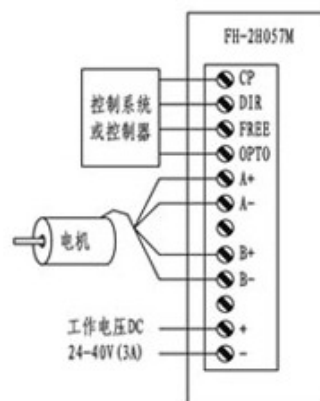 FH-2H057M
CP
控制系统
或控制器
DIR
FREE
OPTO
A+
A-
电机
B+
B-
工作电压DC
24-40V(3A)
+
-